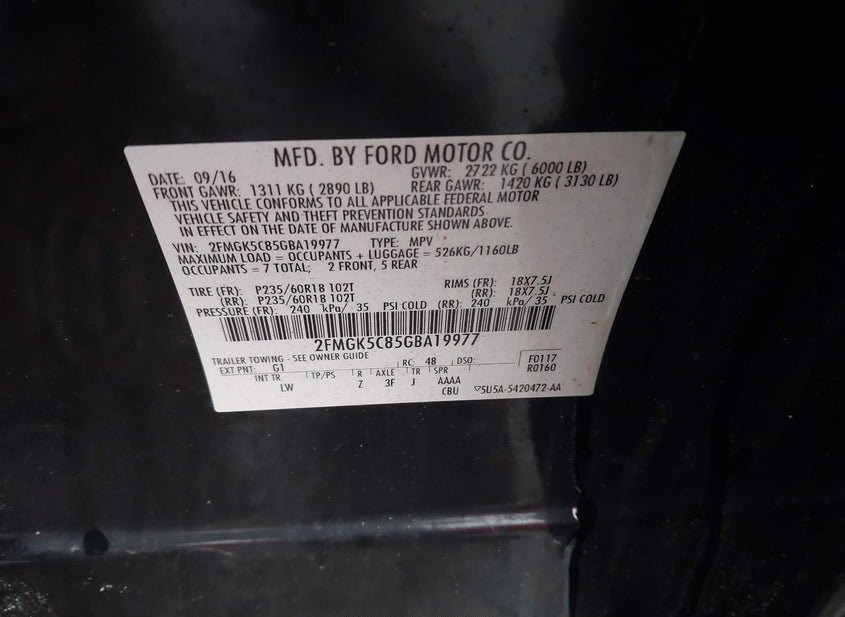 MFD. BY FORD MOTOR CO.
DATE: 09/16 GVWR: 2722 KG ( 6000 LB)
FRONT GAWR: 1311 KG ( 2890 LB) REAR GAWR: 1420 KG ( 3130 LB)
THIS VEHICLE CONFORMS TO ALL APPLICABLE FEDERAL MOTOR
VEHICLE SAFETY AND THEFT PREVENTION STANDARDS
IN EFFECT ON THE DATE OF MANUFACTURE SHOWN ABOVE.
VIN: 2FMGK5C85GBA19977 TYPE: MPV
MAXIMUM LOAD = OCCUPANTS + LUGGAGE = 526KG/1160LB
OCCUPANTS = 7 TOTAL; 2 FRONT, 5 REAR
TIRE (FR): P235/60R18 102T RIMS (FR): 18X7.5J
(RR): P235/60R18 102T (RR): 18X7.5J
PRESSURE (FR): 240 kPa/ 35 PSI COLD (RR): 240 kPa/ 35 PSI COLD
2FMGK5C85GBA19977
TRAILER TOWING - SEE OWNER GUIDE F0117
EXT PNT: G1 RC: 48 DSO: R0160
INT TR TP/PS R AXLE TR SPR
LW Z 3F J AAAA
CBU
5U5A-5420472-AA